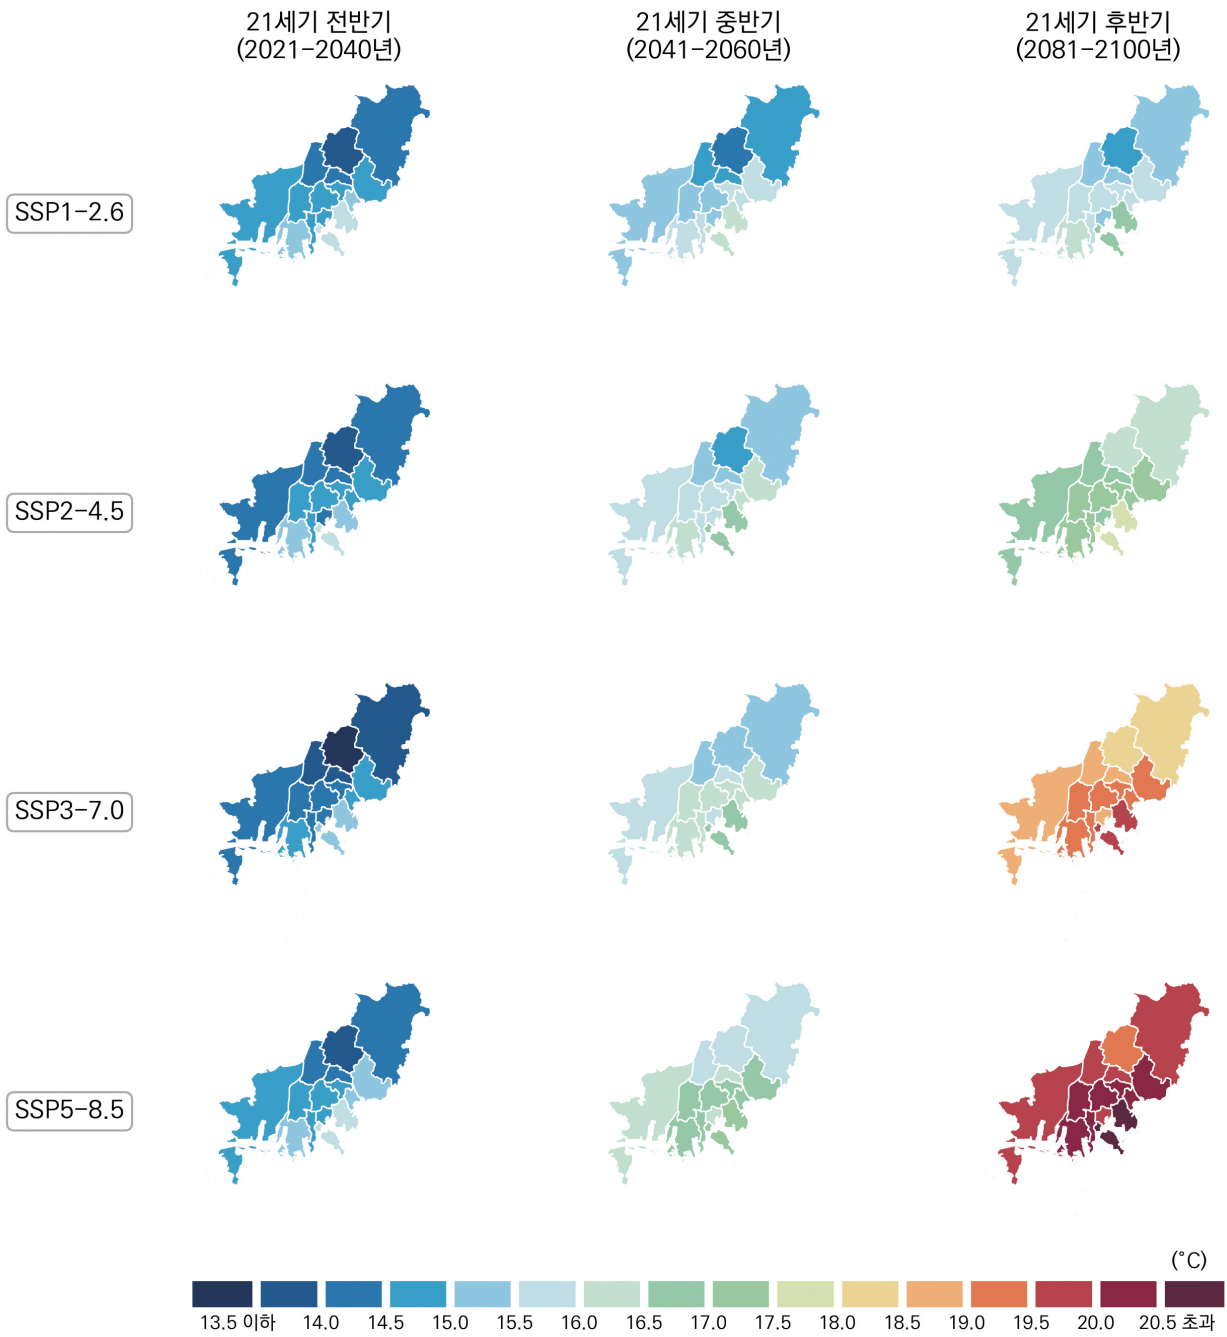 21세기 전반기
(2021-2040년)
21세기 중반기
(2041-2060년)
21세기 후반기
(2081-2100년)
SSP1-2.6
SSP2-4.5
SSP3-7.0
SSP5-8.5
(°C)
13.5 이하 14.0 14.5 15.0 15.5 16.0 16.5 17.0 17.5 18.0 18.5 19.0 19.5 20.0 20.5 초과